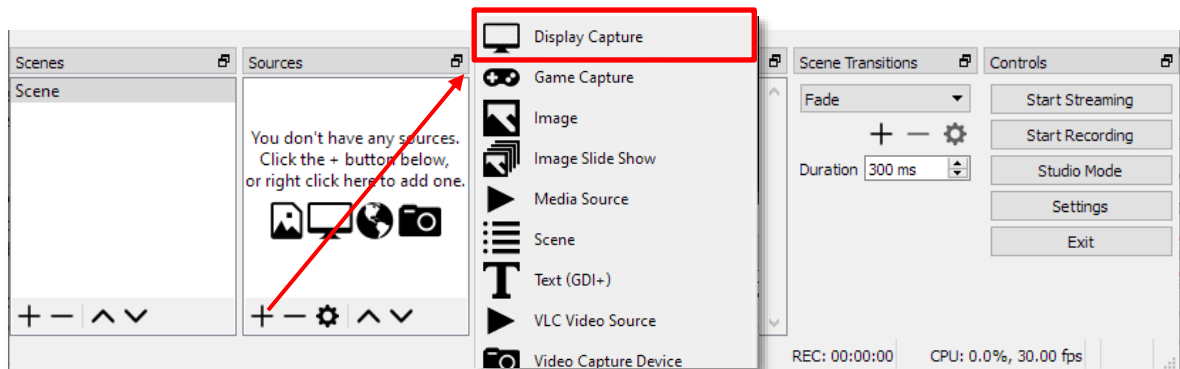 Scenes
Scene
Sources
You don't have any sources.
Click the + button below,
or right click here to add one.
Display Capture
Game Capture
Image
Image Slide Show
Media Source
Scene
Text (GDI+)
VLC Video Source
Video Capture Device
Scene Transitions
Fade
Duration 300 ms
Controls
Start Streaming
Start Recording
Studio Mode
Settings
Exit
REC: 00:00:00
CPU: 0.0%, 30.00 fps